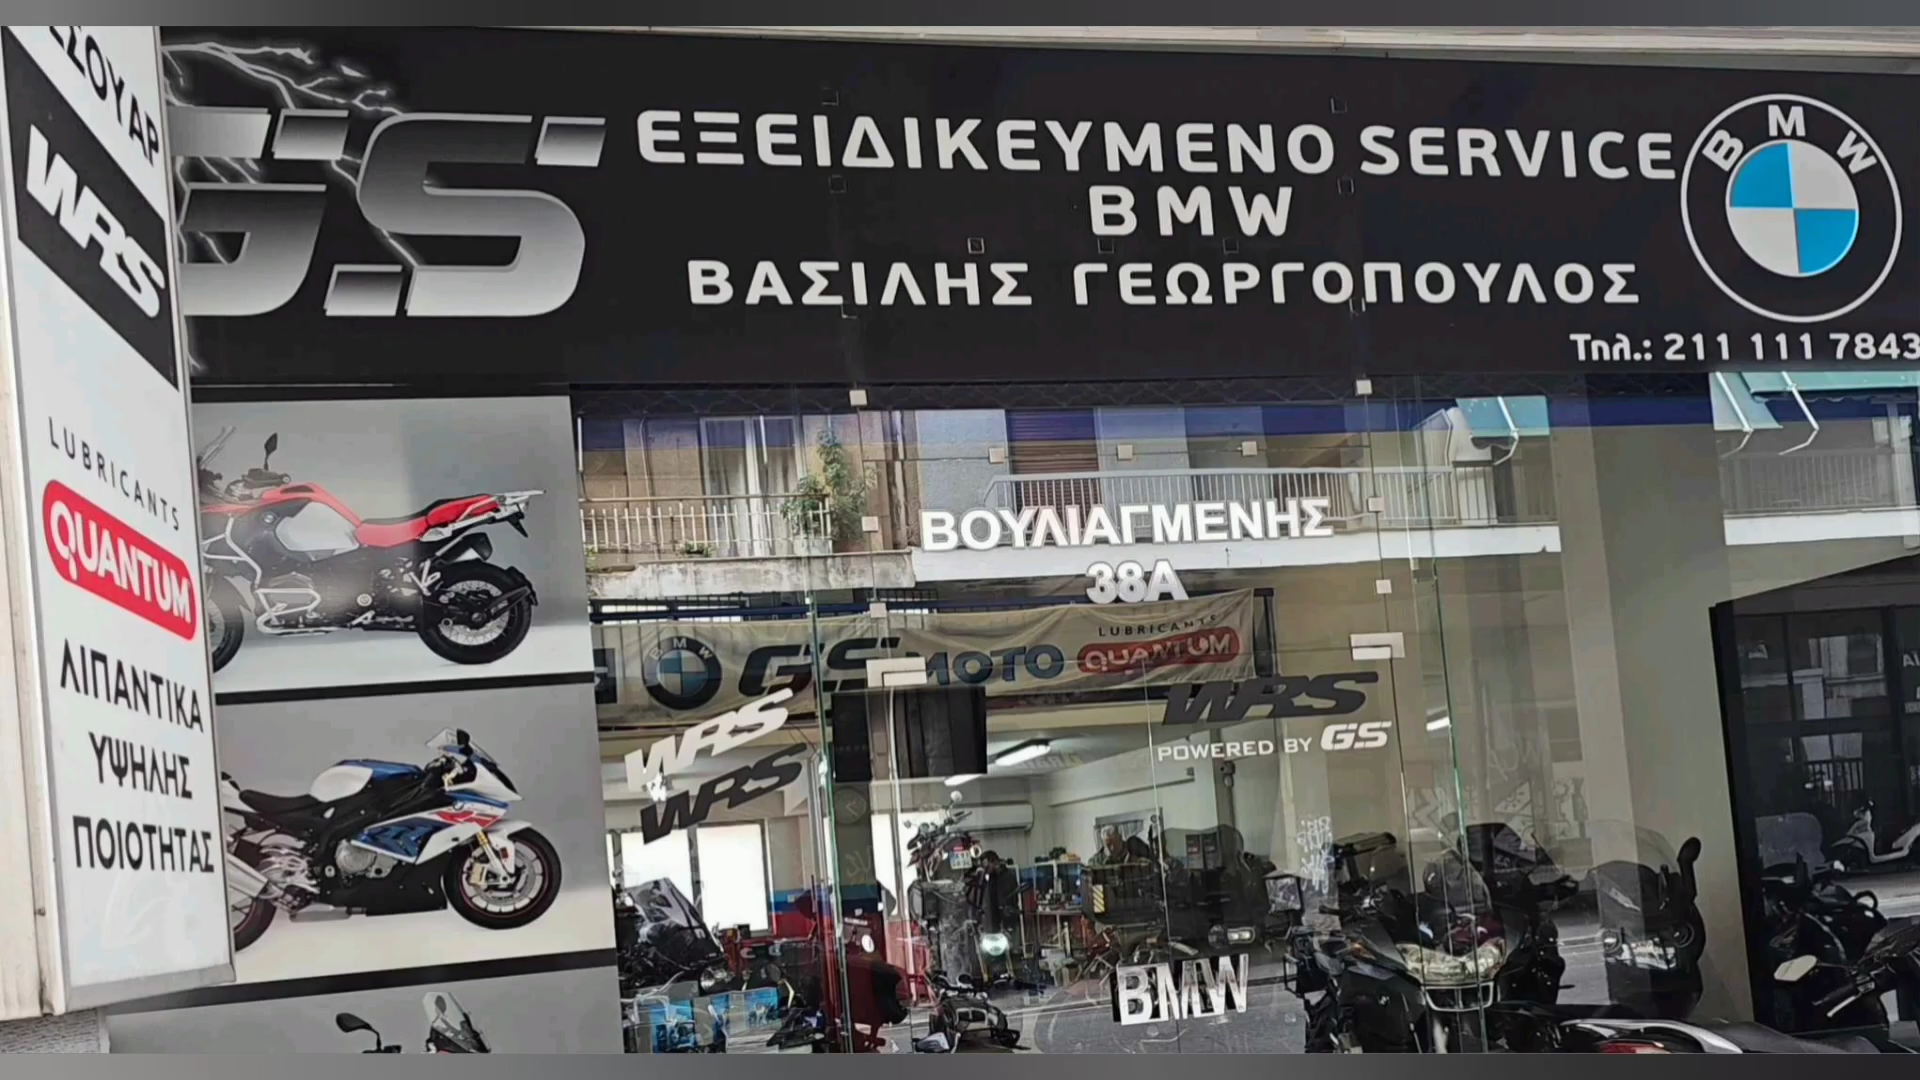 GS
ΕΞΕΙΔΙΚΕΥΜΕΝΟ SERVICE
BMW
ΒΑΣΙΛΗΣ ΓΕΩΡΓΟΠΟΥΛΟΣ
Τηλ.: 211 111 7843
BMW
ΣΟΥΑΡ
WRS
LUBRICANTS
QUANTUM
ΛΙΠΑΝΤΙΚΑ
ΥΨΗΛΗΣ
ΠΟΙΟΤΗΤΑΣ
ΒΟΥΛΙΑΓΜΕΝΗΣ
38Α
BMW GS MOTO LUBRICANTS QUANTUM
WRS
WRS
WRS
POWERED BY GS
BMW